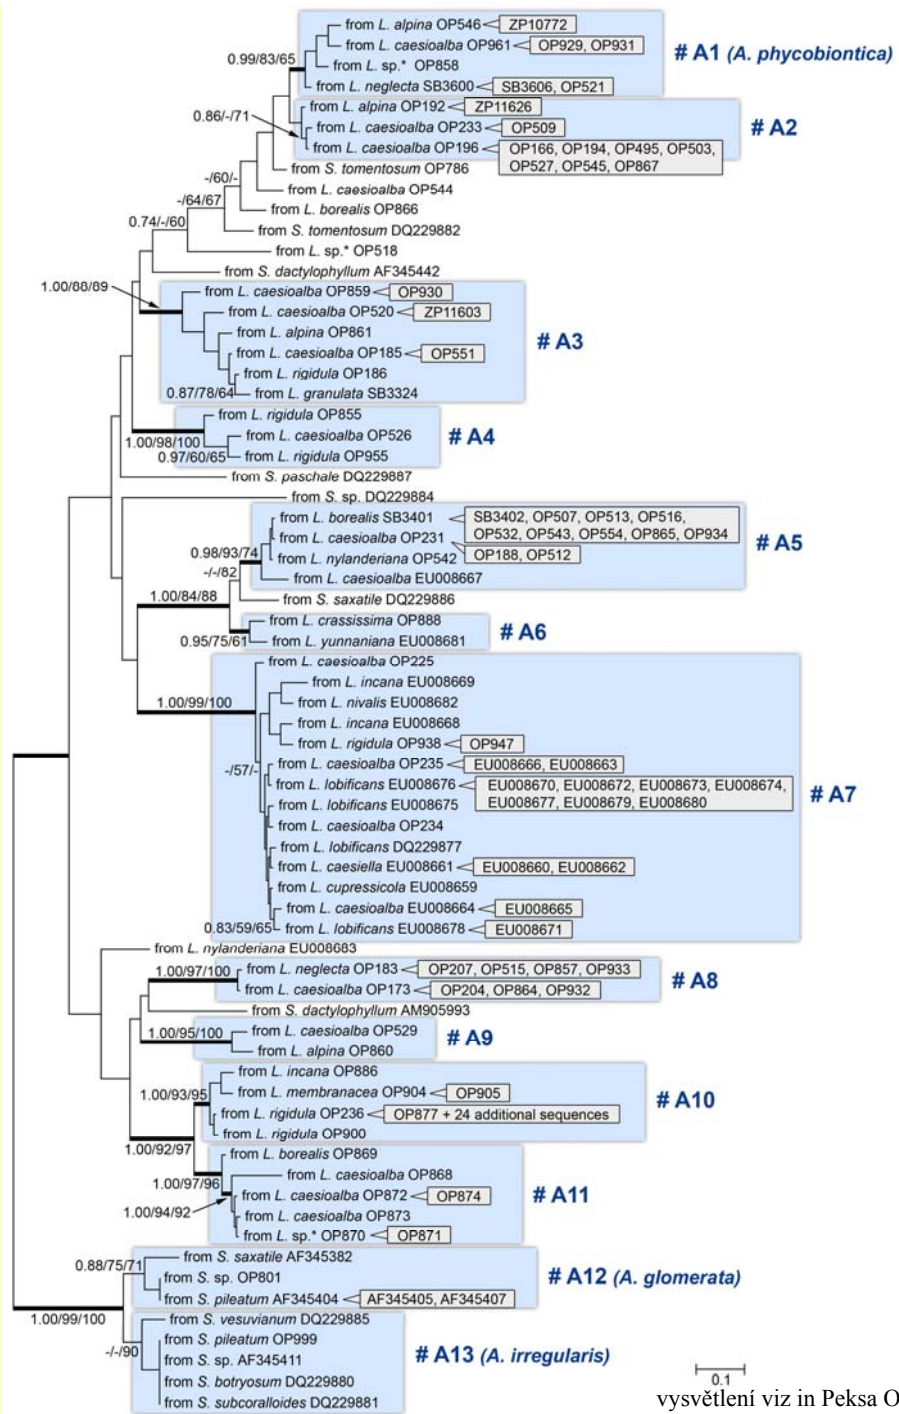 from L. alpina OP546 ZP10772
0.99/83/65 from L. caesioalba OP961 OP929, OP931
# A1 (A. phycobiontica)
from L. sp.* OP858
from L. neglecta SB3600 SB3606, OP521
from L. alpina OP192 ZP11626
0.86/-/71 from L. caesioalba OP233 OP509
# A2
from L. caesioalba OP196 OP166, OP194, OP495, OP503,
OP527, OP545, OP867
from S. tomentosum OP786
-/60/-
from L. caesioalba OP544
-/64/67
from L. borealis OP866
0.74/-/60
from S. tomentosum DQ229882
from L. sp.* OP518
from S. dactylophyllum AF345442
1.00/88/89
from L. caesioalba OP859 OP930
from L. caesioalba OP520 ZP11603
from L. alpina OP861
# A3
from L. caesioalba OP185 OP551
from L. rigidula OP186
0.87/78/64 from L. granulata SB3324
from L. rigidula OP855
1.00/98/100 from L. caesioalba OP526
# A4
0.97/60/65 from L. rigidula OP955
from S. paschale DQ229887
from S. sp. DQ229884
from L. borealis SB3401 SB3402, OP507, OP513, OP516,
OP532, OP543, OP554, OP865, OP934
from L. caesioalba OP231
# A5
0.98/93/74 from L. nylanderiana OP542 OP188, OP512
-/-/82
from L. caesioalba EU008667
1.00/84/88
from S. saxatile DQ229886
from L. crassissima OP888
# A6
0.95/75/61 from L. yunnaniana EU008681
from L. caesioalba OP225
from L. incana EU008669
1.00/99/100
from L. nivalis EU008682
from L. incana EU008668
from L. rigidula OP938 OP947
-/57/-
from L. caesioalba OP235 EU008666, EU008663
from L. lobificans EU008676 EU008670, EU008672, EU008673, EU008674,
EU008677, EU008679, EU008680
# A7
from L. lobificans EU008675
from L. caesioalba OP234
from L. lobificans DQ229877
from L. caesiella EU008661 EU008660, EU008662
from L. cupressicola EU008659
from L. caesioalba EU008664 EU008665
0.83/59/65 from L. lobificans EU008678 EU008671
from L. nylanderiana EU008683
1.00/97/100 from L. neglecta OP183 OP207, OP515, OP857, OP933
# A8
from L. caesioalba OP173 OP204, OP864, OP932
from S. dactylophyllum AM905993
1.00/95/100 from L. caesioalba OP529
# A9
from L. alpina OP860
from L. incana OP886
1.00/93/95 from L. membranacea OP904 OP905
# A10
from L. rigidula OP236 OP877 + 24 additional sequences
from L. rigidula OP900
1.00/92/97
from L. borealis OP869
from L. caesioalba OP868
1.00/97/96
from L. caesioalba OP872 OP874
# A11
1.00/94/92
from L. caesioalba OP873
from L. sp.* OP870 OP871
from S. saxatile AF345382
0.88/75/71
from S. sp. OP801
# A12 (A. glomerata)
from S. pileatum AF345404 AF345405, AF345407
1.00/99/100
from S. vesuvianum DQ229885
from S. pileatum OP999
-/-/90
from S. sp. AF345411
# A13 (A. irregularis)
from S. botryosum DQ229880
from S. subcoralloides DQ229881
0.1
vysvětlení viz in Peksa O